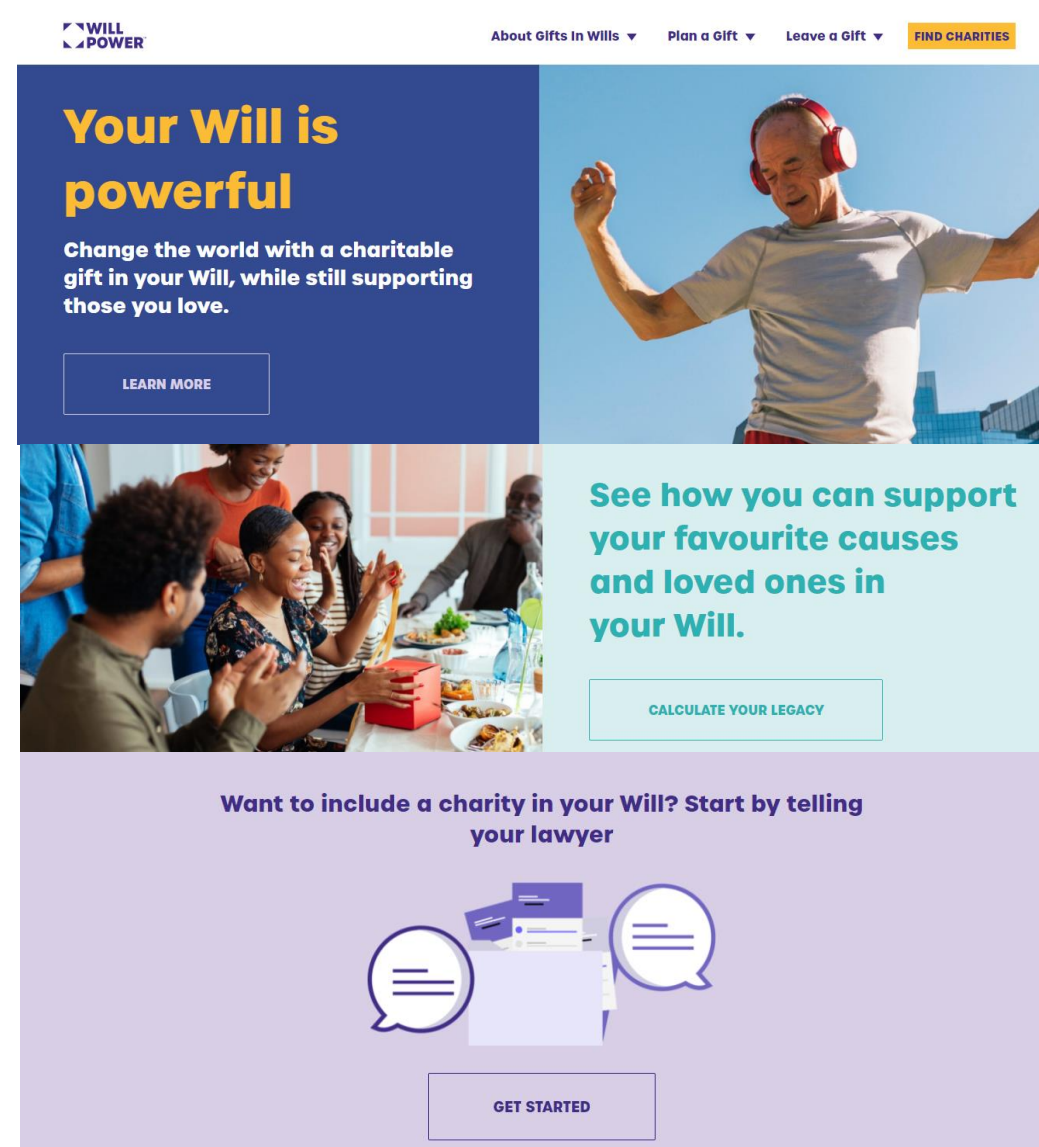 WILL
POWER
About Gifts In Wills ▼ Plan a Gift ▼ Leave a Gift ▼ FIND CHARITIES
Your Will is
powerful
Change the world with a charitable
gift in your Will, while still supporting
those you love.
LEARN MORE
See how you can support
your favourite causes
and loved ones in
your Will.
CALCULATE YOUR LEGACY
Want to include a charity in your Will? Start by telling
your lawyer
GET STARTED